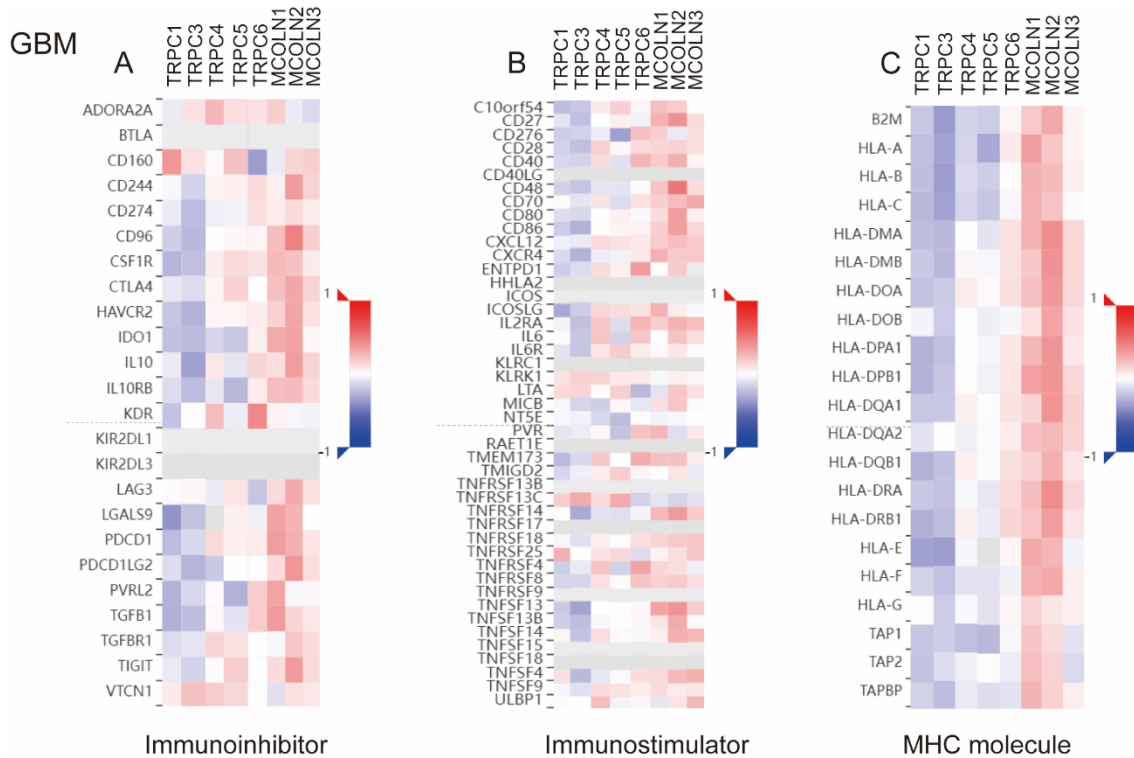 GBM
A
TRPC1
TRPC3
TRPC4
TRPC5
TRPC6
MCOLN1
MCOLN2
MCOLN3
ADORA2A
BTLA
CD160
CD244
CD274
CD96
CSF1R
CTLA4
HAVCR2
IDO1
IL10
IL10RB
KDR
KIR2DL1
KIR2DL3
LAG3
LGALS9
PDCD1
PDCD1LG2
PVRL2
TGFB1
TGFBR1
TIGIT
VTCN1
1
-1
Immunoinhibitor
B
TRPC1
TRPC3
TRPC4
TRPC5
TRPC6
MCOLN1
MCOLN2
MCOLN3
C10orf54
CD27
CD276
CD28
CD40
CD40LG
CD48
CD70
CD80
CD86
CXCL12
CXCR4
ENTPD1
HHLA2
ICOS
ICOSLG
IL2RA
IL6
IL6R
KLRC1
KLRK1
LTA
MICB
NT5E
PVR
RAET1E
TMEM173
TMIGD2
TNFRSF13B
TNFRSF13C
TNFRSF14
TNFRSF17
TNFRSF18
TNFRSF25
TNFRSF4
TNFRSF8
TNFRSF9
TNFSF13
TNFSF13B
TNFSF14
TNFSF15
TNFSF18
TNFSF4
TNFSF9
ULBP1
1
-1
Immunostimulator
C
TRPC1
TRPC3
TRPC4
TRPC5
TRPC6
MCOLN1
MCOLN2
MCOLN3
B2M
HLA-A
HLA-B
HLA-C
HLA-DMA
HLA-DMB
HLA-DOA
HLA-DOB
HLA-DPA1
HLA-DPB1
HLA-DQA1
HLA-DQA2
HLA-DQB1
HLA-DRA
HLA-DRB1
HLA-E
HLA-F
HLA-G
TAP1
TAP2
TAPBP
1
-1
MHC molecule